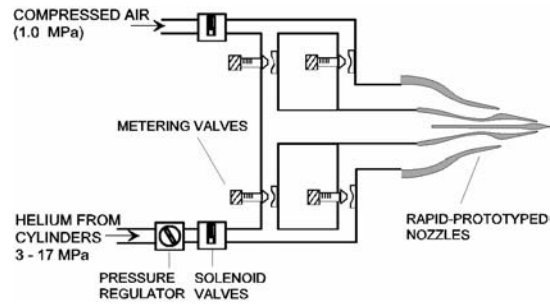 COMPRESSED AIR
(1.0 MPa)
METERING VALVES
HELIUM FROM
CYLINDERS
3 - 17 MPa
PRESSURE
REGULATOR
SOLENOID
VALVES
RAPID-PROTOTYPED
NOZZLES